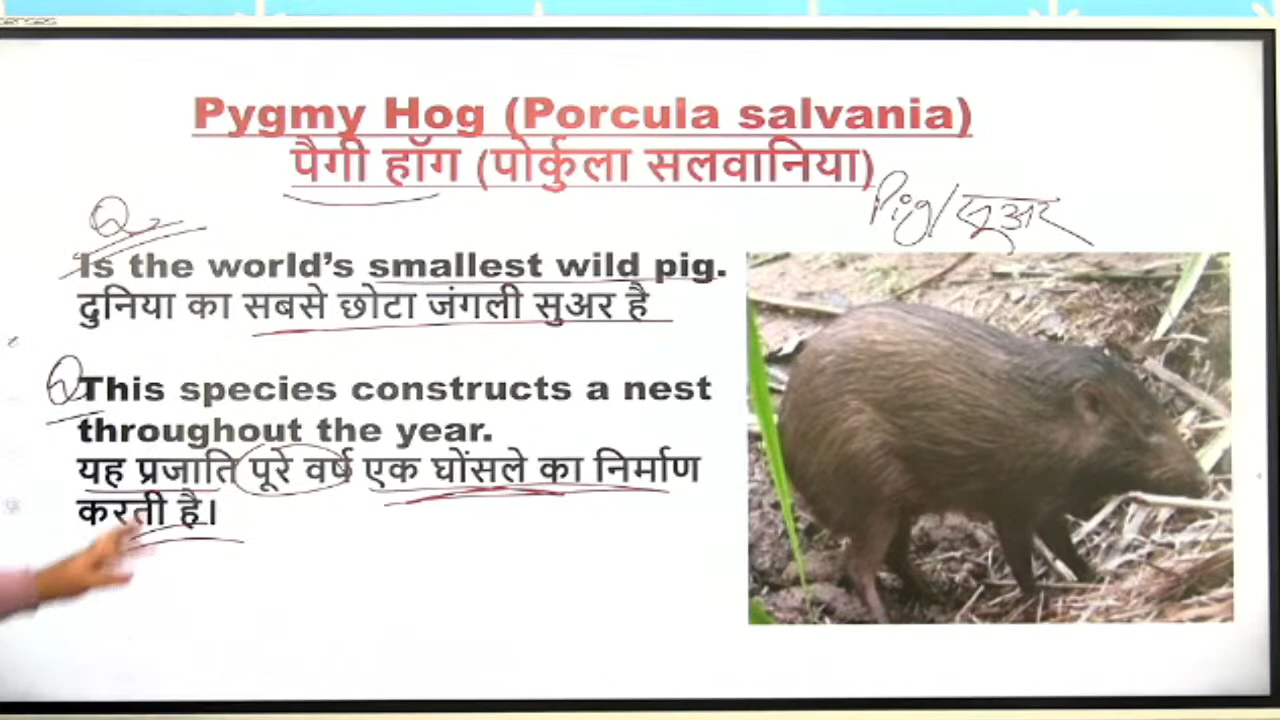 Pygmy Hog (Porcula salvania)
पैगी हॉग (पोर्कुला सलवानिया)
Pig/सूअर
Q
Is the world's smallest wild pig.
दुनिया का सबसे छोटा जंगली सुअर है
Q
This species constructs a nest
throughout the year.
यह प्रजाति पूरे वर्ष एक घोंसले का निर्माण
करती है।